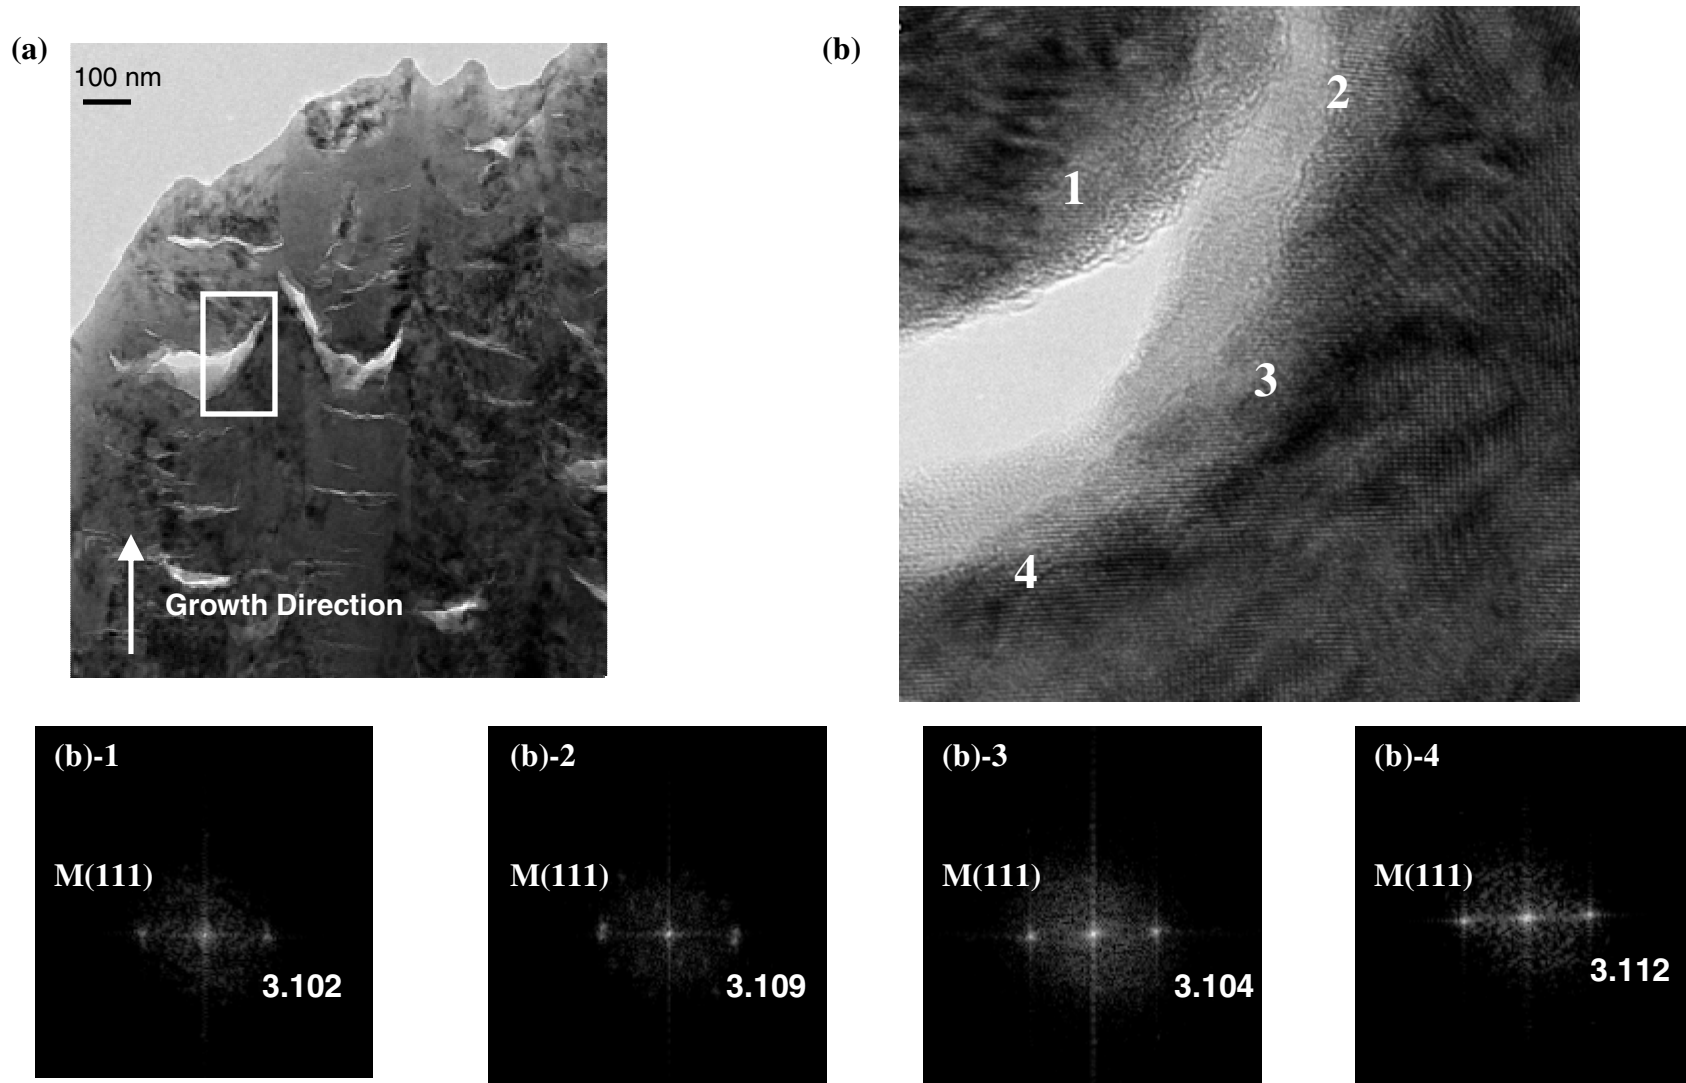 (a)
100 nm
Growth Direction
(b)
1
2
3
4
(b)-1
M(111)
3.102
(b)-2
M(111)
3.109
(b)-3
M(111)
3.104
(b)-4
M(111)
3.112